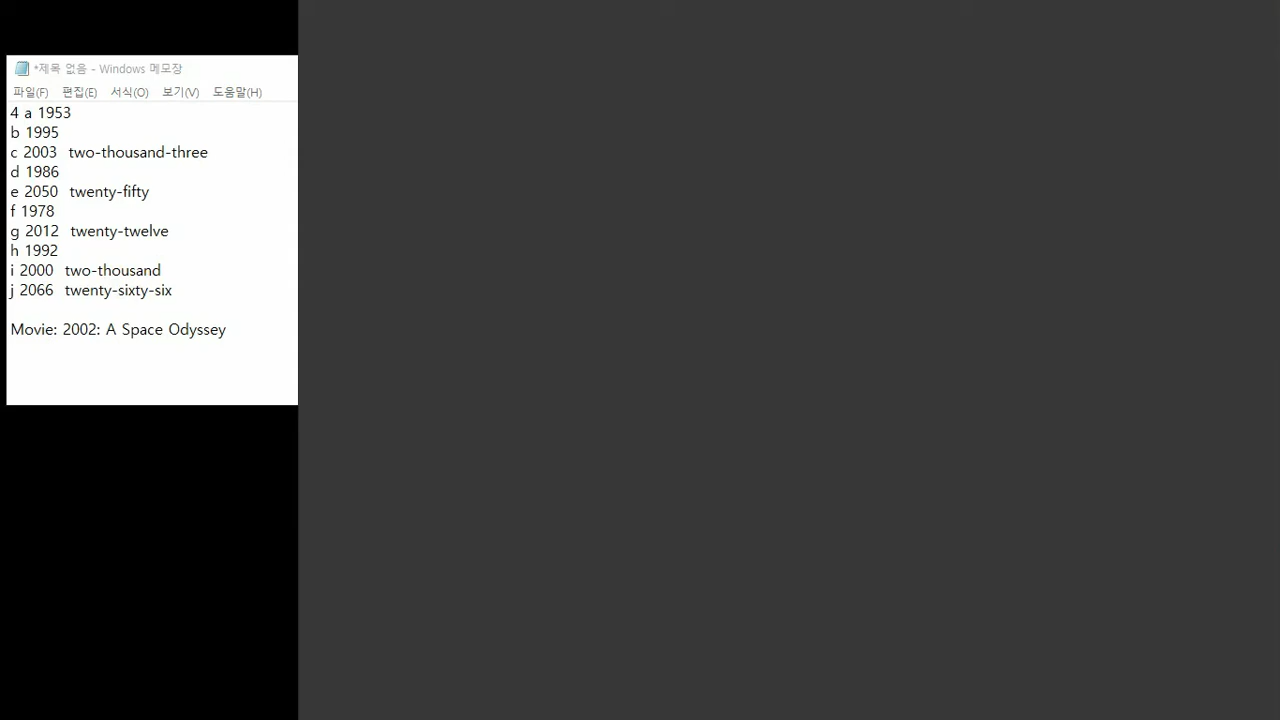 *제목 없음 - Windows 메모장
파일(F) 편집(E) 서식(O) 보기(V) 도움말(H)
4 a 1953
b 1995
c 2003 two-thousand-three
d 1986
e 2050 twenty-fifty
f 1978
g 2012 twenty-twelve
h 1992
i 2000 two-thousand
j 2066 twenty-sixty-six
Movie: 2002: A Space Odyssey